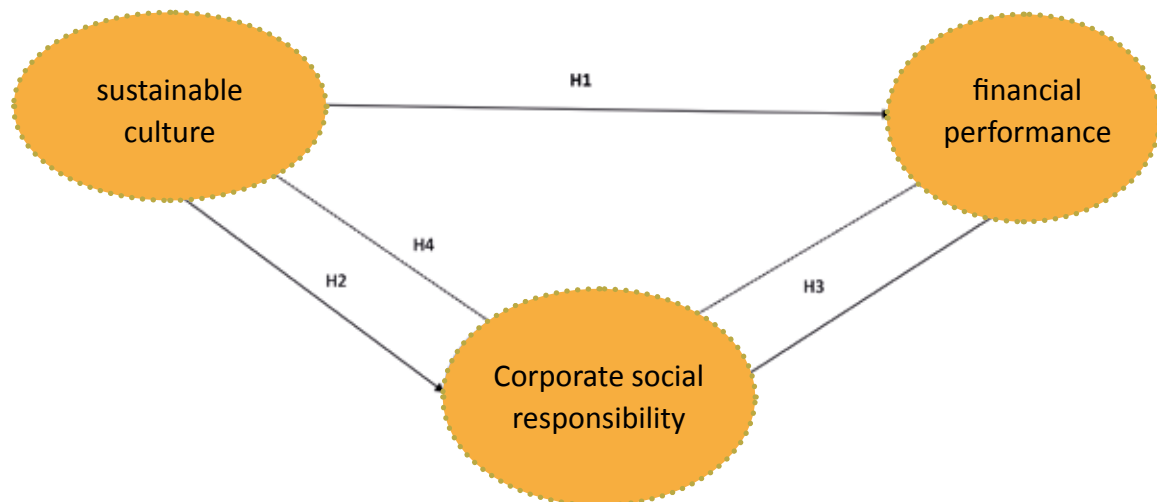 H1
sustainable
culture
financial
performance
H4
H2
H3
Corporate social
responsibility